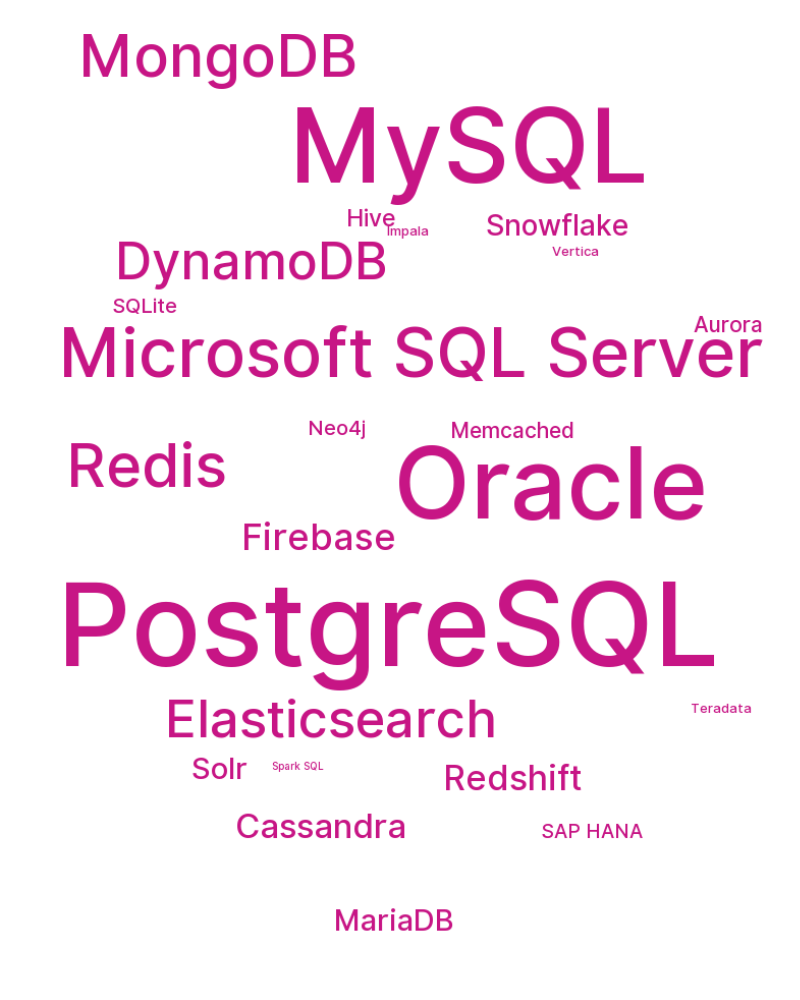 MongoDB
MySQL
Hive
Snowflake
Impala
Vertica
DynamoDB
SQLite
Aurora
Microsoft SQL Server
Neo4j
Memcached
Redis
Oracle
Firebase
PostgreSQL
Elasticsearch
Teradata
Solr
Spark SQL
Redshift
Cassandra
SAP HANA
MariaDB